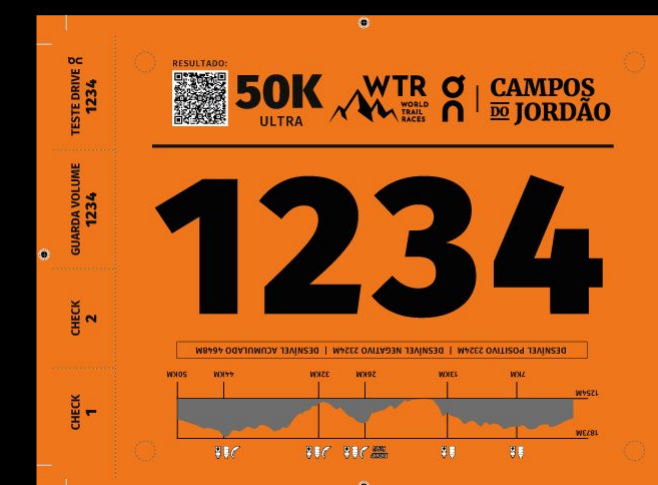 TESTE DRIVE On
1234
GUARDA VOLUME
1234
CHECK
2
CHECK
1
RESULTADO:
50K
ULTRA
WTR
WORLD
TRAIL
RACES
On
CAMPOS
DO JORDÃO
1234
DESNÍVEL POSITIVO 2324M | DESNÍVEL NEGATIVO 2324M | DESNÍVEL ACUMULADO 4648M
7KM 13KM 26KM 32KM 44KM 50KM
1254M
1873M